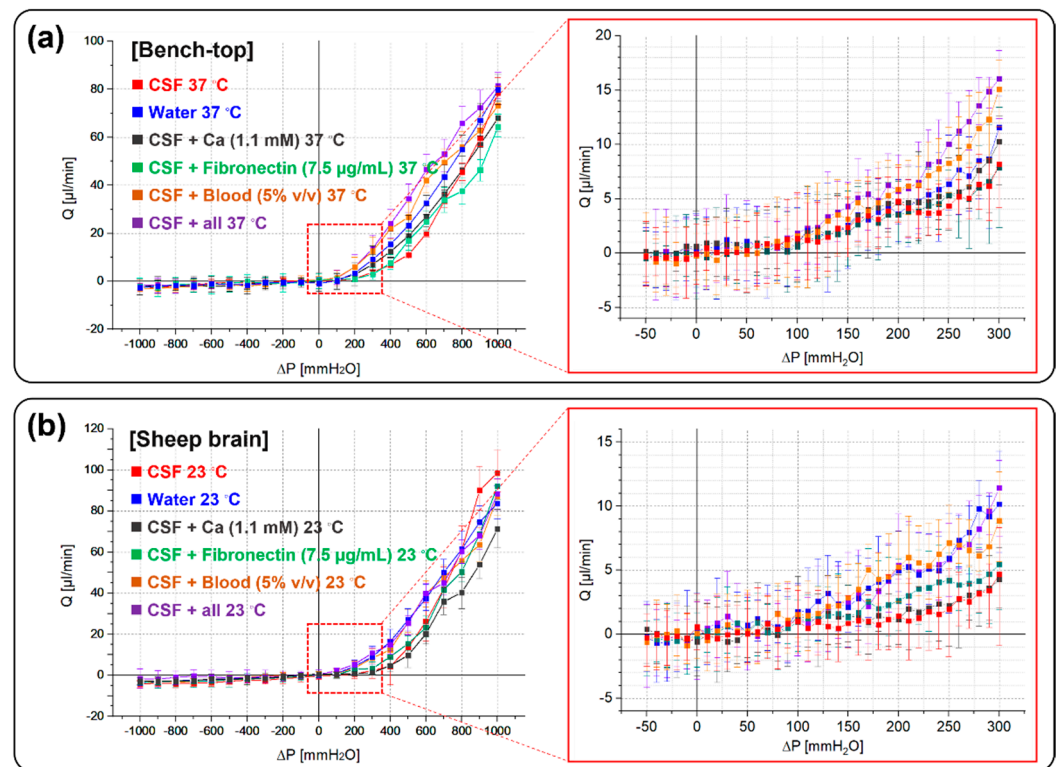 (a)
[Bench-top]
CSF 37 °C
Water 37 °C
CSF + Ca (1.1 mM) 37 °C
CSF + Fibronectin (7.5 µg/mL) 37 °C
CSF + Blood (5% v/v) 37 °C
CSF + all 37 °C
Q [µl/min]
100
80
60
40
20
0
-20
-1000 -800 -600 -400 -200 0 200 400 600 800 1000
ΔP [mmH2O]
Q [µl/min]
20
15
10
5
0
-5
-50 0 50 100 150 200 250 300
ΔP [mmH₂O]
(b)
[Sheep brain]
CSF 23 °C
Water 23 °C
CSF + Ca (1.1 mM) 23 °C
CSF + Fibronectin (7.5 µg/mL) 23 °C
CSF + Blood (5% v/v) 23 °C
CSF + all 23 °C
Q [µl/min]
120
100
80
60
40
20
0
-20
-1000 -800 -600 -400 -200 0 200 400 600 800 1000
ΔP [mmH2O]
Q [µl/min]
15
10
5
0
-5
-50 0 50 100 150 200 250 300
ΔP [mmH₂O]